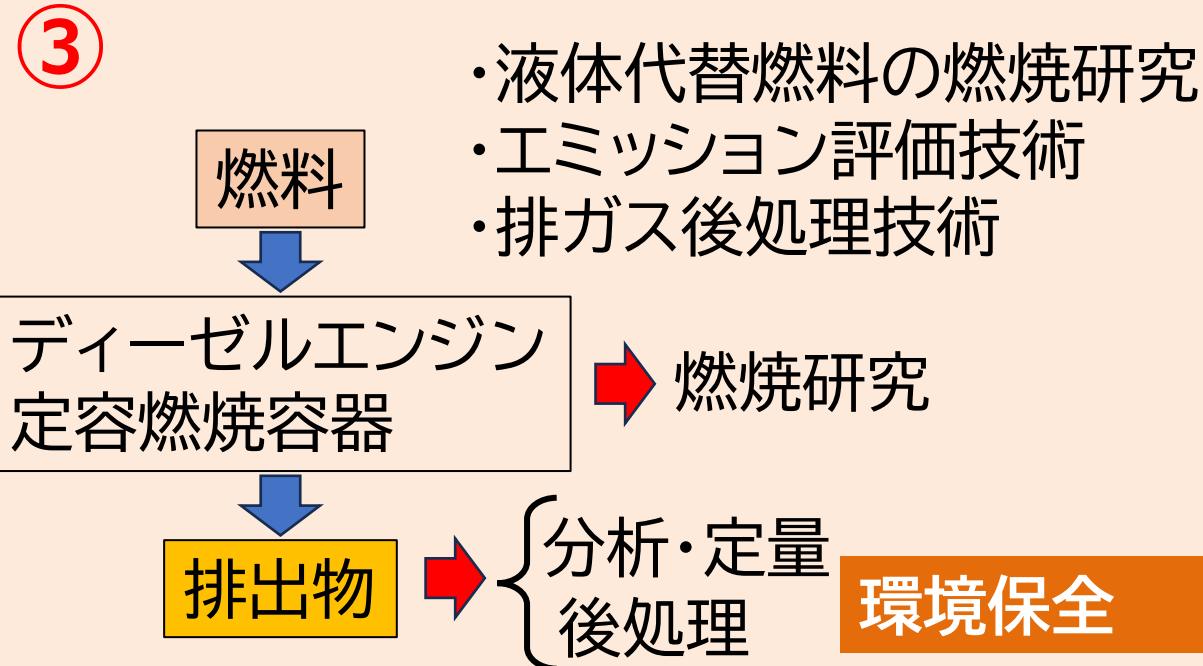 ③
・液体代替燃料の燃焼研究
・エミッション評価技術
・排ガス後処理技術
燃料
ディーゼルエンジン
定容燃焼容器
燃焼研究
排出物
分析・定量
後処理
環境保全